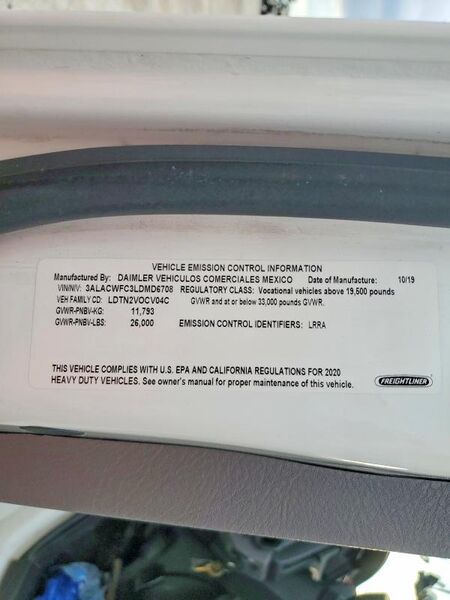 VEHICLE EMISSION CONTROL INFORMATION
Manufactured By: DAIMLER VEHICULOS COMERCIALES MEXICO Date of Manufacture: 10/19
VIN/NIV: 3ALACWFC3LDMD6708 REGULATORY CLASS: Vocational vehicles above 19,500 pounds
VEH FAMILY CD: LDTN2VOCV04C GVWR and at or below 33,000 pounds GVWR.
GVWR-PNBV-KG: 11,793
GVWR-PNBV-LBS: 26,000 EMISSION CONTROL IDENTIFIERS: LRRA
THIS VEHICLE COMPLIES WITH U.S. EPA AND CALIFORNIA REGULATIONS FOR 2020
HEAVY DUTY VEHICLES. See owner's manual for proper maintenance of this vehicle.
FREIGHTLINER